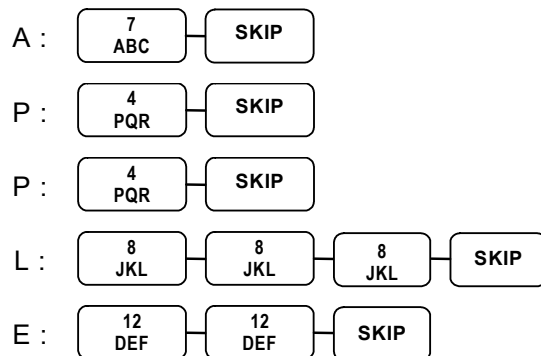 A : 7 ABC SKIP
P : 4 PQR SKIP
P : 4 PQR SKIP
L : 8 JKL 8 JKL 8 JKL SKIP
E : 12 DEF 12 DEF SKIP